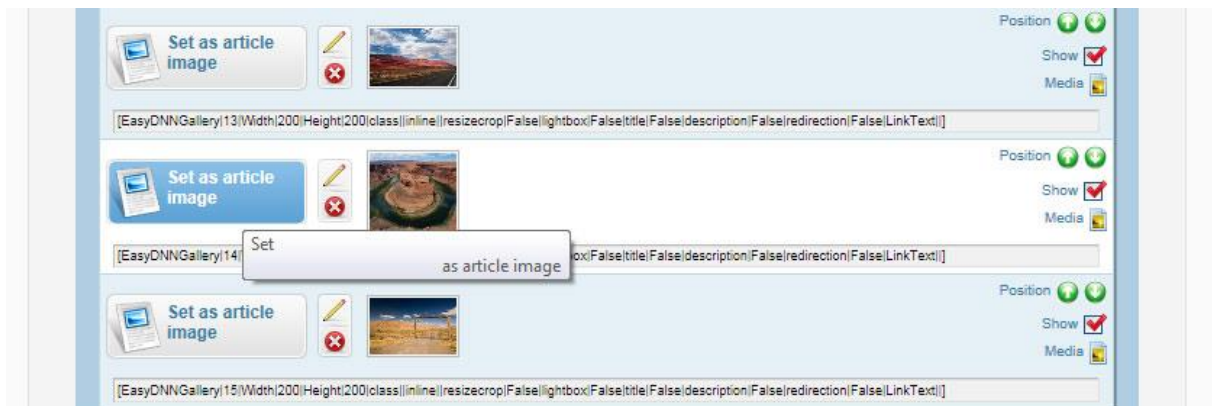 Position
Set as article
image
Show
Media
[EasyDNNGallery|13|Width|200|Height|200|class||inline||resizecrop|False|lightbox|False|title|False|description|False|redirection|False|LinkText||]
Position
Set as article
image
Show
Media
Set
as article image
[EasyDNNGallery|14| box|False|title|False|description|False|redirection|False|LinkText||]
Position
Set as article
image
Show
Media
[EasyDNNGallery|15|Width|200|Height|200|class||inline||resizecrop|False|lightbox|False|title|False|description|False|redirection|False|LinkText||]